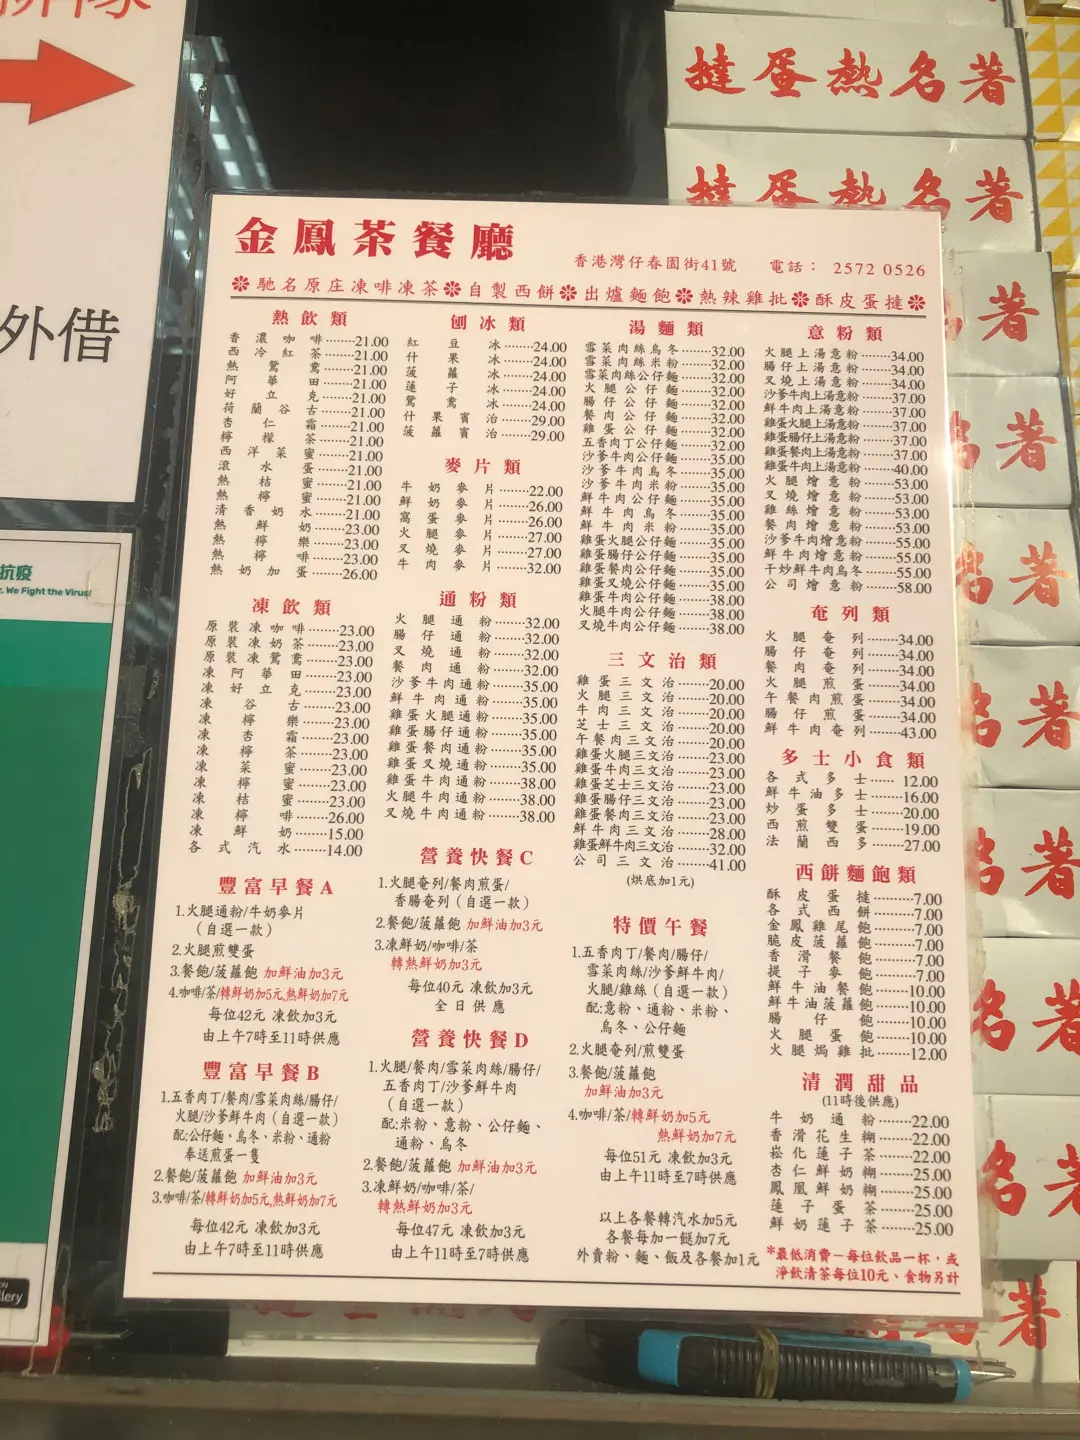 外借
抗疫
, We Fight the Virus!
llery
撻蛋熱名著
撻蛋熱名著
著
名著
名著
名著
名著
名著
名著
著
金鳳茶餐廳
香港灣仔春園街41號 電話： 2572 0526
馳名原庄凍啡凍茶 自製西餅 出爐麵飽 熱辣雞批 酥皮蛋撻
熱飲類
香濃咖啡········21.00
西冷紅茶········21.00
熱鴛鴦········21.00
阿華田········21.00
好立克········21.00
荷蘭谷古········21.00
杏仁霜········21.00
檸檬茶········21.00
西洋菜蜜········21.00
滾水蛋········21.00
熱桔蜜········21.00
熱檸蜜········21.00
清香奶水········21.00
熱鮮奶········23.00
熱檸樂········23.00
熱檸啡········23.00
熱奶加蛋········26.00
凍飲類
原裝凍咖啡········23.00
原裝凍奶茶········23.00
原裝凍鴛鴦········23.00
凍阿華田········23.00
凍好立克········23.00
凍谷古········23.00
凍檸樂········23.00
凍杏霜········23.00
凍檸茶········23.00
凍菜蜜········23.00
凍檸蜜········23.00
凍桔蜜········23.00
凍檸啡········26.00
凍鮮奶········15.00
各式汽水········14.00
豐富早餐A
1.火腿通粉/牛奶麥片
（自選一款）
2.火腿煎雙蛋
3.餐飽/菠蘿飽 加鮮油加3元
4.咖啡/茶/轉鮮奶加5元,熱鮮奶加7元
每位42元 凍飲加3元
由上午7時至11時供應
豐富早餐B
1.五香肉丁/餐肉/雪菜肉絲/腸仔/
火腿/沙爹鮮牛肉（自選一款）
配:公仔麵、烏冬、米粉、通粉
奉送煎蛋一隻
2.餐飽/菠蘿飽 加鮮油加3元
3.咖啡/茶/轉鮮奶加5元,熱鮮奶加7元
每位42元 凍飲加3元
由上午7時至11時供應
刨冰類
紅豆冰········24.00
什果冰········24.00
菠蘿冰········24.00
蓮子冰········24.00
鴛鴦冰········24.00
什果賓治········29.00
菠蘿賓治········29.00
麥片類
牛奶麥片········22.00
鮮奶麥片········26.00
窩蛋麥片········26.00
火腿麥片········27.00
叉燒麥片········27.00
牛肉麥片········32.00
通粉類
火腿通粉········32.00
腸仔通粉········32.00
叉燒通粉········32.00
餐肉通粉········32.00
沙爹牛肉通粉········35.00
鮮牛肉通粉········35.00
雞蛋火腿通粉········35.00
雞蛋腸仔通粉········35.00
雞蛋餐肉通粉········35.00
雞蛋叉燒通粉········35.00
雞蛋牛肉通粉········38.00
火腿牛肉通粉········38.00
叉燒牛肉通粉········38.00
營養快餐C
1.火腿奄列/餐肉煎蛋/
香腸奄列（自選一款）
2.餐飽/菠蘿飽 加鮮油加3元
3.凍鮮奶/咖啡/茶
轉熱鮮奶加3元
每位40元 凍飲加3元
全日供應
營養快餐D
1.火腿/餐肉/雪菜肉絲/腸仔/
五香肉丁/沙爹鮮牛肉
（自選一款）
配:米粉、意粉、公仔麵、
通粉、烏冬
2.餐飽/菠蘿飽 加鮮油加3元
3.凍鮮奶/咖啡/茶/
轉熱鮮奶加3元
每位47元 凍飲加3元
由上午11時至7時供應
湯麵類
雪菜肉絲烏冬········32.00
雪菜肉絲米粉········32.00
雪菜肉絲公仔麵········32.00
火腿公仔麵········32.00
腸仔公仔麵········32.00
餐肉公仔麵········32.00
雞蛋公仔麵········32.00
五香肉丁公仔麵········32.00
沙爹牛肉公仔麵········35.00
沙爹牛肉烏冬········35.00
沙爹牛肉米粉········35.00
鮮牛肉公仔麵········35.00
鮮牛肉烏冬········35.00
鮮牛肉米粉········35.00
雞蛋火腿公仔麵········35.00
雞蛋腸仔公仔麵········35.00
雞蛋餐肉公仔麵········35.00
雞蛋叉燒公仔麵········35.00
雞蛋牛肉公仔麵········38.00
火腿牛肉公仔麵········38.00
叉燒牛肉公仔麵········38.00
三文治類
雞蛋三文治········20.00
火腿三文治········20.00
牛肉三文治········20.00
芝士三文治········20.00
午餐肉三文治········20.00
雞蛋火腿三文治········23.00
雞蛋牛肉三文治········23.00
雞蛋芝士三文治········23.00
雞蛋腸仔三文治········23.00
雞蛋餐肉三文治········23.00
鮮牛肉三文治········28.00
雞蛋鮮牛肉三文治········32.00
公司三文治········41.00
(烘底加1元)
特價午餐
1.五香肉丁/餐肉/腸仔/
雪菜肉絲/沙爹鮮牛肉/
火腿/雞絲（自選一款）
配:意粉、通粉、米粉、
烏冬、公仔麵
2.火腿奄列/煎雙蛋
3.餐飽/菠蘿飽
加鮮油加3元
4.咖啡/茶/轉鮮奶加5元
熱鮮奶加7元
每位51元 凍飲加3元
由上午11時至7時供應
以上各餐轉汽水加5元
各餐每加一餸加7元
外賣粉、麵、飯及各餐加1元
意粉類
火腿上湯意粉········34.00
腸仔上湯意粉········34.00
叉燒上湯意粉········34.00
沙爹牛肉上湯意粉········37.00
鮮牛肉上湯意粉········37.00
雞蛋火腿上湯意粉········37.00
雞蛋腸仔上湯意粉········37.00
雞蛋餐肉上湯意粉········37.00
雞蛋牛肉上湯意粉········40.00
火腿燴意粉········53.00
叉燒燴意粉········53.00
雞絲燴意粉········53.00
餐肉燴意粉········53.00
沙爹牛肉燴意粉········55.00
鮮牛肉燴意粉········55.00
干炒鮮牛肉烏冬········55.00
公司燴意粉········58.00
奄列類
火腿奄列········34.00
腸仔奄列········34.00
餐肉奄列········34.00
火腿煎蛋········34.00
午餐肉煎蛋········34.00
腸仔煎蛋········34.00
鮮牛肉奄列········43.00
多士小食類
各式多士········12.00
鮮牛油多士········16.00
炒蛋多士········20.00
西煎雙蛋········19.00
法蘭西多········27.00
西餅麵飽類
酥皮蛋撻········7.00
各式西餅········7.00
金鳳雞尾飽········7.00
脆皮菠蘿飽········7.00
香滑餐飽········7.00
提子麥飽········7.00
鮮牛油餐飽········10.00
鮮牛油菠蘿飽········10.00
腸仔飽········10.00
火腿蛋飽········10.00
火腿焗雞批········12.00
清潤甜品
(11時後供應)
牛奶通粉········22.00
香滑花生糊········22.00
崧化蓮子茶········22.00
杏仁鮮奶糊········25.00
鳳凰鮮奶糊········25.00
蓮子蛋茶········25.00
鮮奶蓮子茶········25.00
*最低消費－每位飲品一杯，或
淨飲清茶每位10元、食物另計